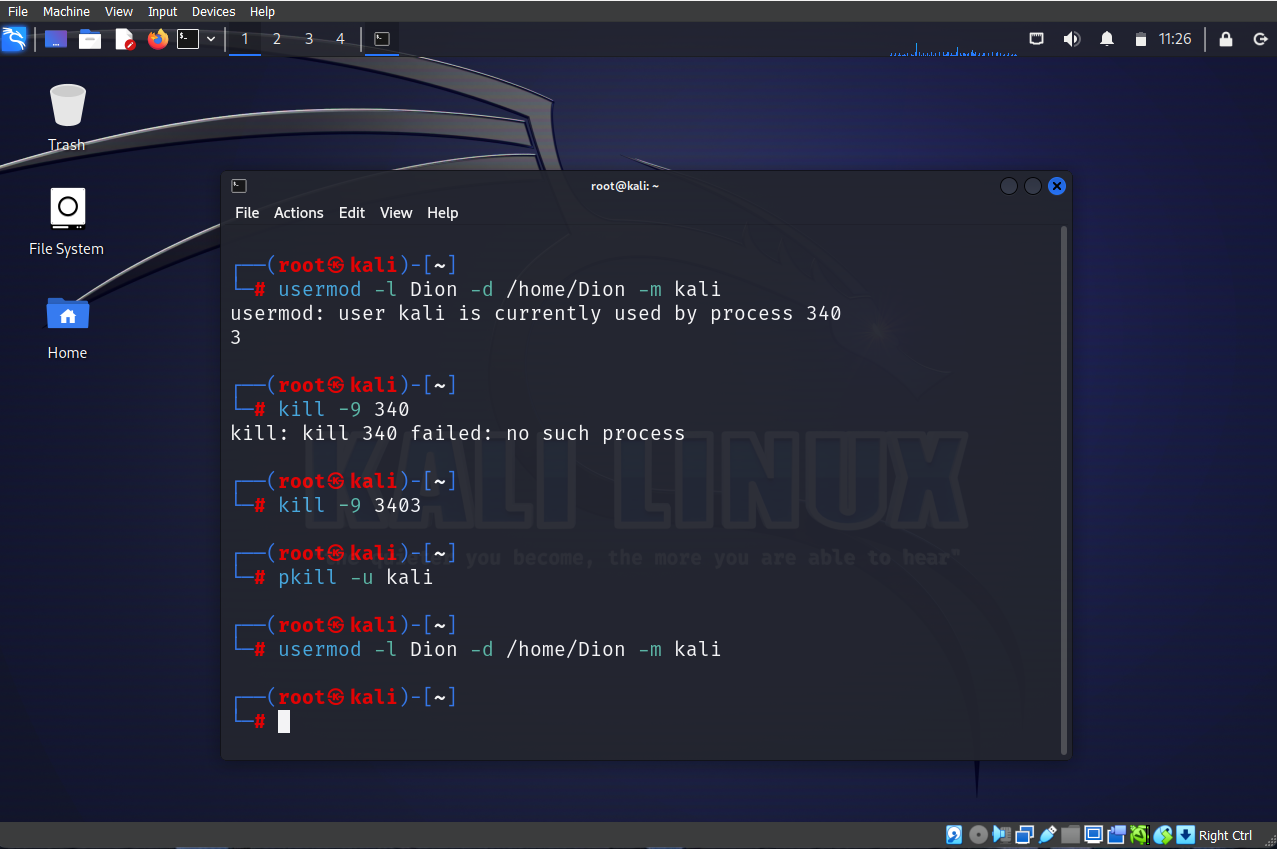 File Machine View Input Devices Help
1 2 3 4 11:26
Trash
File System
Home
root@kali: ~
File Actions Edit View Help
┌──(root㉿kali)-[~]
└─# usermod -l Dion -d /home/Dion -m kali
usermod: user kali is currently used by process 340
3
┌──(root㉿kali)-[~]
└─# kill -9 340
kill: kill 340 failed: no such process
┌──(root㉿kali)-[~]
└─# kill -9 3403
┌──(root㉿kali)-[~]
└─# pkill -u kali
┌──(root㉿kali)-[~]
└─# usermod -l Dion -d /home/Dion -m kali
┌──(root㉿kali)-[~]
└─#
KALI LINUX
you become, the more you are able to hear"
Right Ctrl